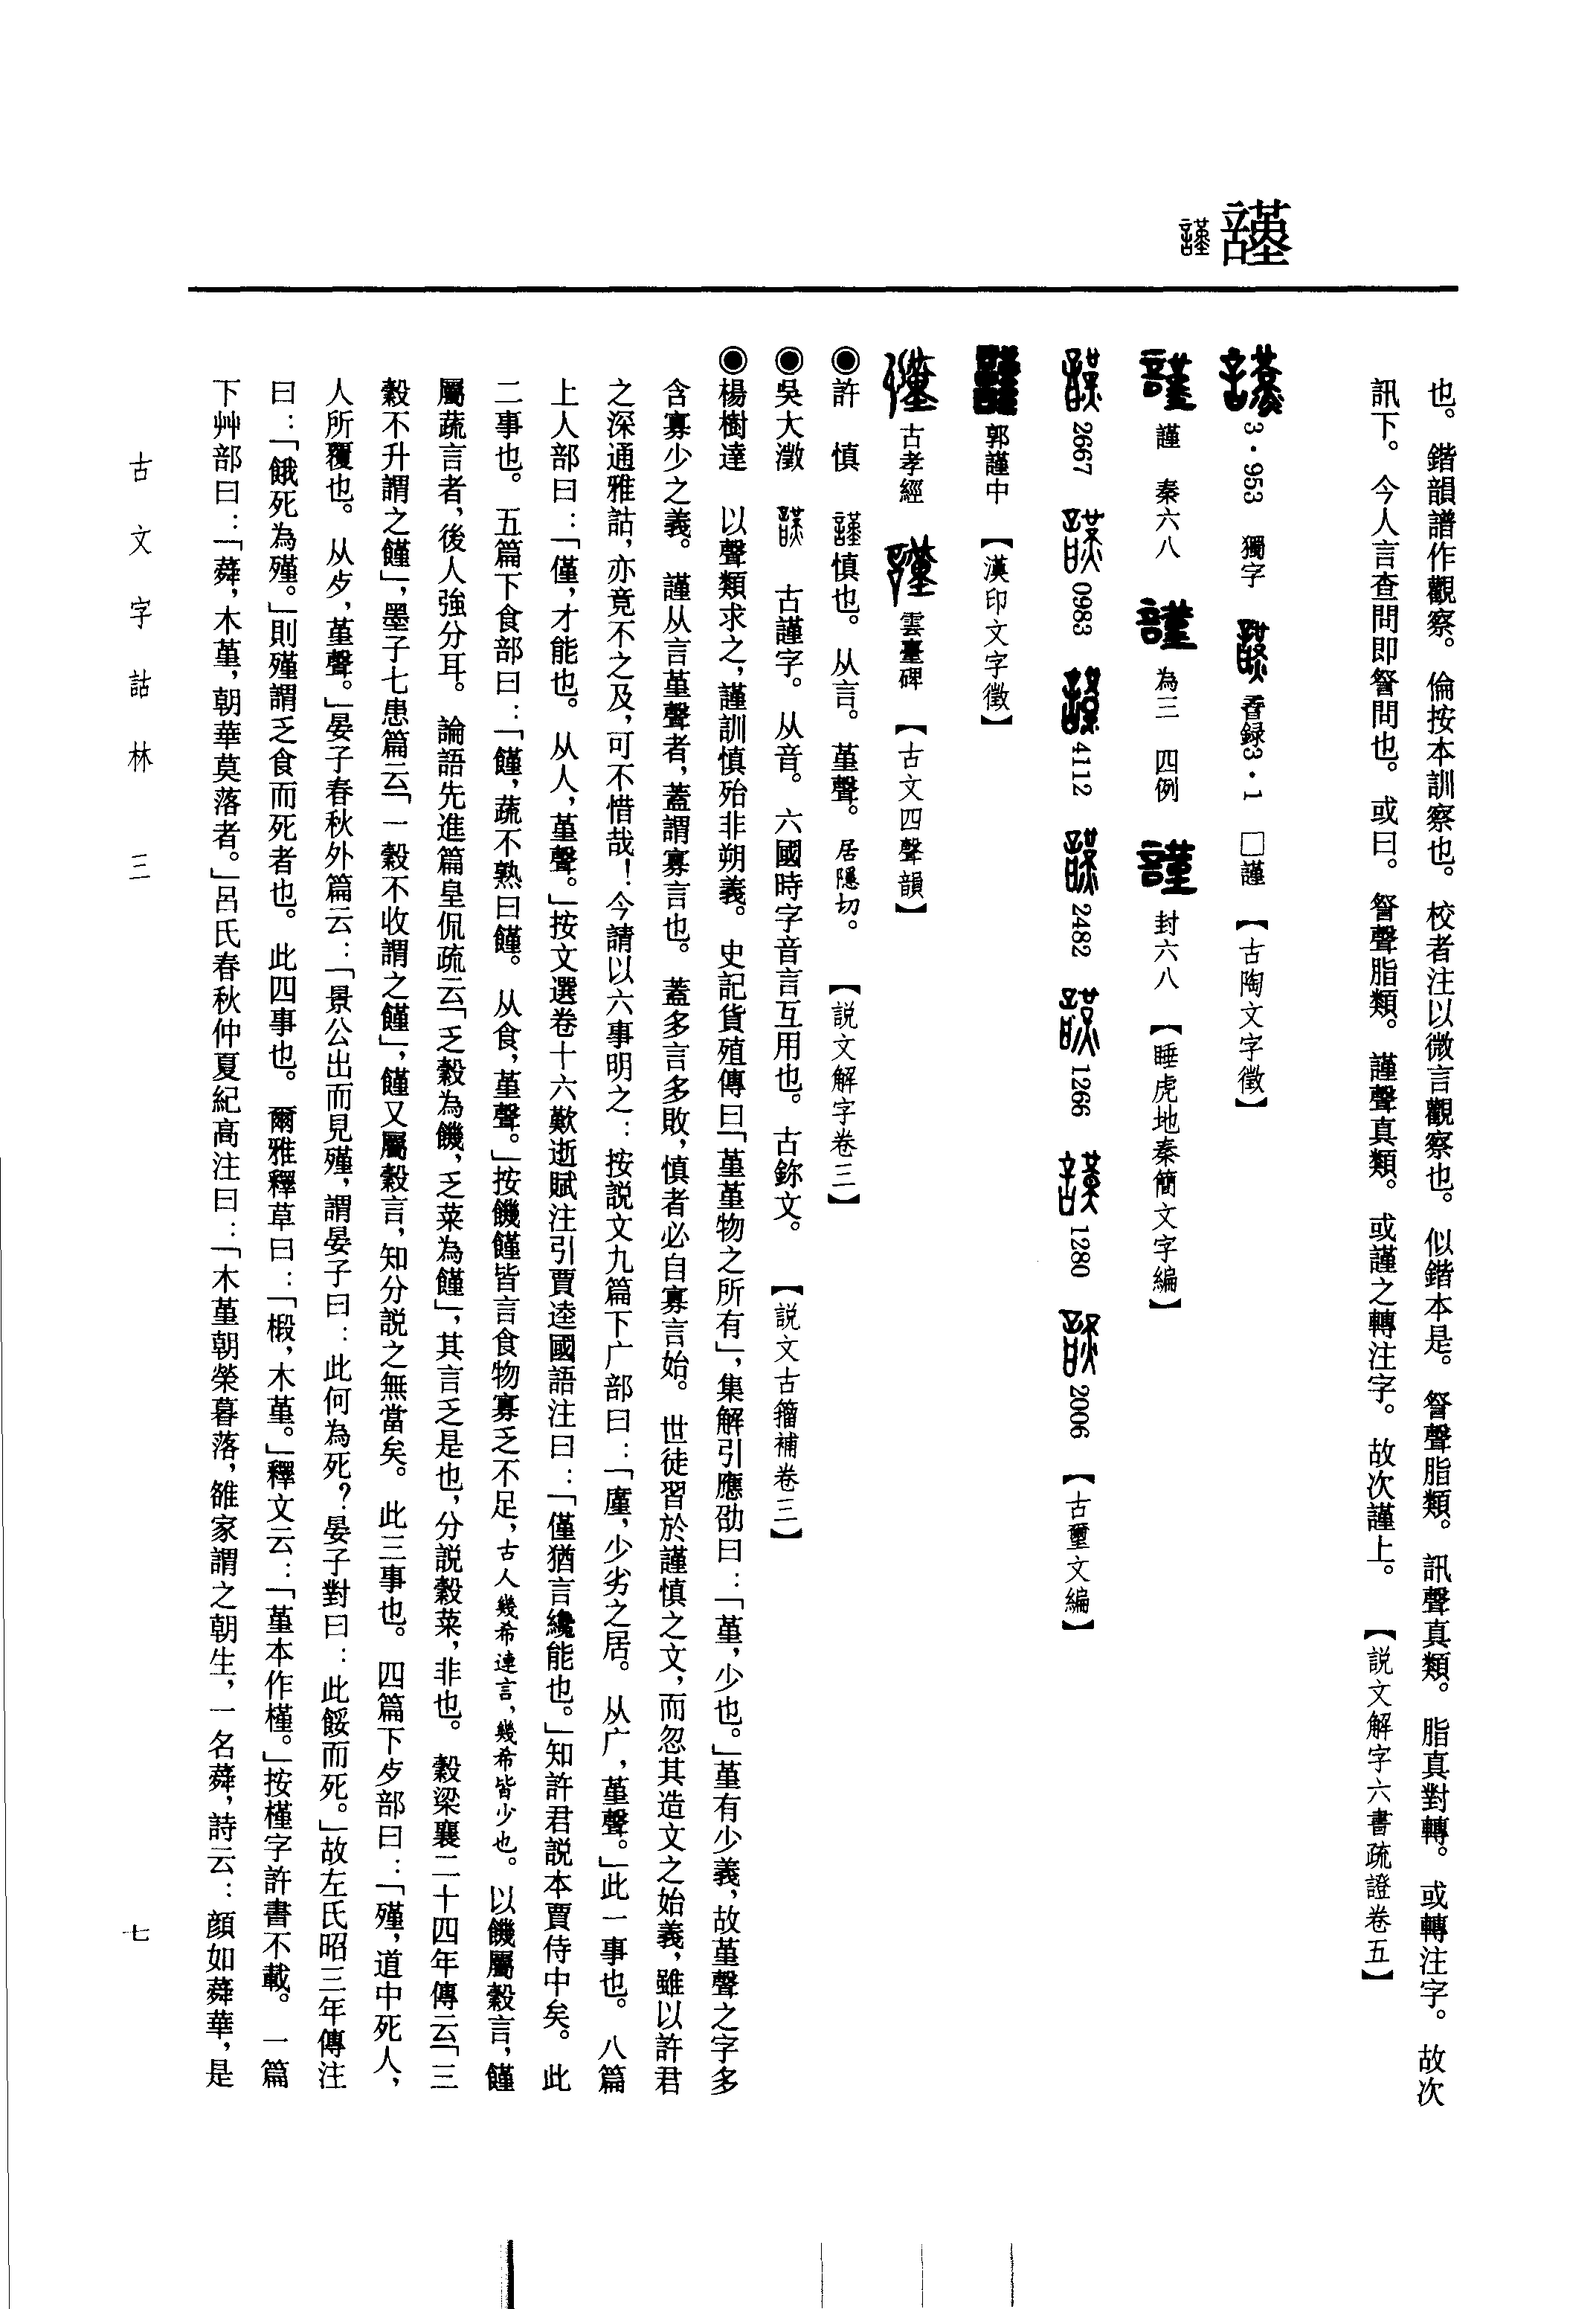 謹
也。鍇韻譜作觀察。倫按本訓察也。校者注以微言觀察也。似鍇本是。詧聲脂類。訊聲真類。脂真對轉。或轉注字。故次
訊下。今人言查問即詧問也。或曰。詧聲脂類。謹聲真類。或謹之轉注字。故次謹上。【説文解字六書疏證卷五】
3·953 獨字 香録3·1 □謹【古陶文字徵】
謹 秦六八 為三 四例 封六八【睡虎地秦簡文字編】
2667 0983 4112 2482 1266 1280 2006【古璽文編】
郭謹中【漢印文字徵】
古孝經 雲臺碑【古文四聲韻】
◉許 慎 慎也。从言。堇聲。居隱切。【説文解字卷三】
◉吳大澂 古謹字。从音。六國時字音言互用也。古鉨文。【説文古籀補卷三】
◉楊樹達 以聲類求之，謹訓慎殆非朔義。史記貨殖傳曰「堇堇物之所有」，集解引應劭曰：「堇，少也。」堇有少義，故堇聲之字多
含寡少之義。謹从言堇聲者，蓋謂寡言也。蓋多言多敗，慎者必自寡言始。世徒習於謹慎之文，而忽其造文之始義，雖以許君
之深通雅詁，亦竟不之及，可不惜哉！今請以六事明之：按説文九篇下广部曰：「廑，少劣之居。从广，堇聲。」此一事也。八篇
上人部曰：「僅，才能也。从人，堇聲。」按文選卷十六歎逝賦注引賈逵國語注曰：「僅猶言纔能也。」知許君説本賈侍中矣。此
二事也。五篇下食部曰：「饉，蔬不熟曰饉。从食，堇聲。」按饑饉皆言食物寡乏不足，古人幾希連言，幾希皆少也。以饑屬穀言，饉
屬蔬言者，後人強分耳。論語先進篇皇侃疏云「乏穀為饑，乏菜為饉」，其言乏是也，分説穀菜，非也。穀梁襄二十四年傳云「三
穀不升謂之饉」，墨子七患篇云「一穀不收謂之饉」，饉又屬穀言，知分説之無當矣。此三事也。四篇下歺部曰：「殣，道中死人，
人所覆也。从歺，堇聲。」晏子春秋外篇云：「景公出而見殣，謂晏子曰：此何為死？晏子對曰：此餒而死。」故左氏昭三年傳注
曰：「餓死為殣。」則殣謂乏食而死者也。此四事也。爾雅釋草曰：「椴，木堇。」釋文云：「堇本作槿。」按槿字許書不載。一篇
下艸部曰：「蕣，木堇，朝華莫落者。」呂氏春秋仲夏紀高注曰：「木堇朝榮暮落，雒家謂之朝生，一名蕣，詩云：顔如蕣華，是
古文字詁林 三
七